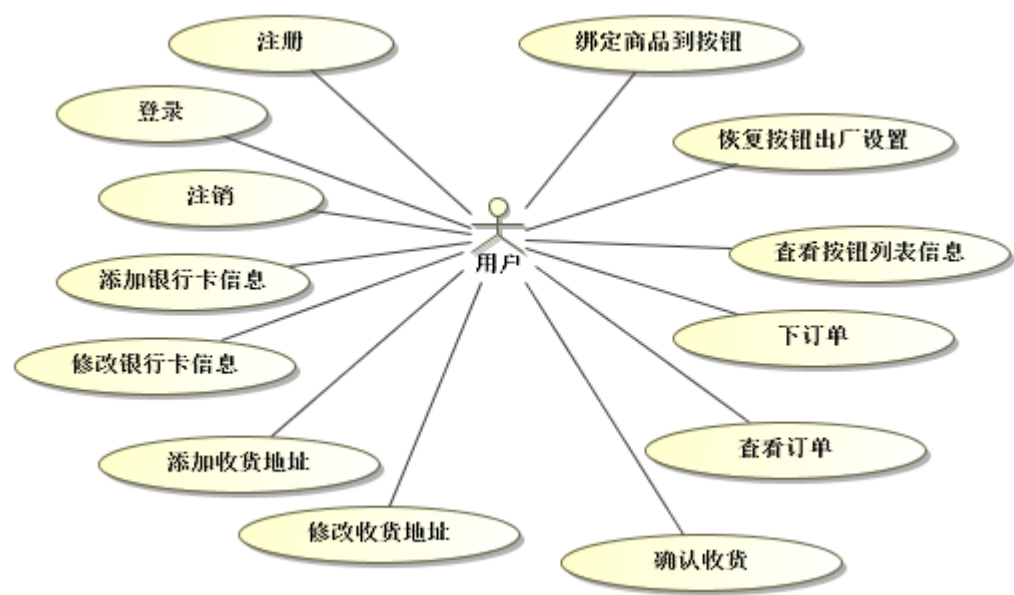 注册
绑定商品到按钮
登录
恢复按钮出厂设置
注销
查看按钮列表信息
用户
添加银行卡信息
下订单
修改银行卡信息
查看订单
添加收货地址
修改收货地址
确认收货